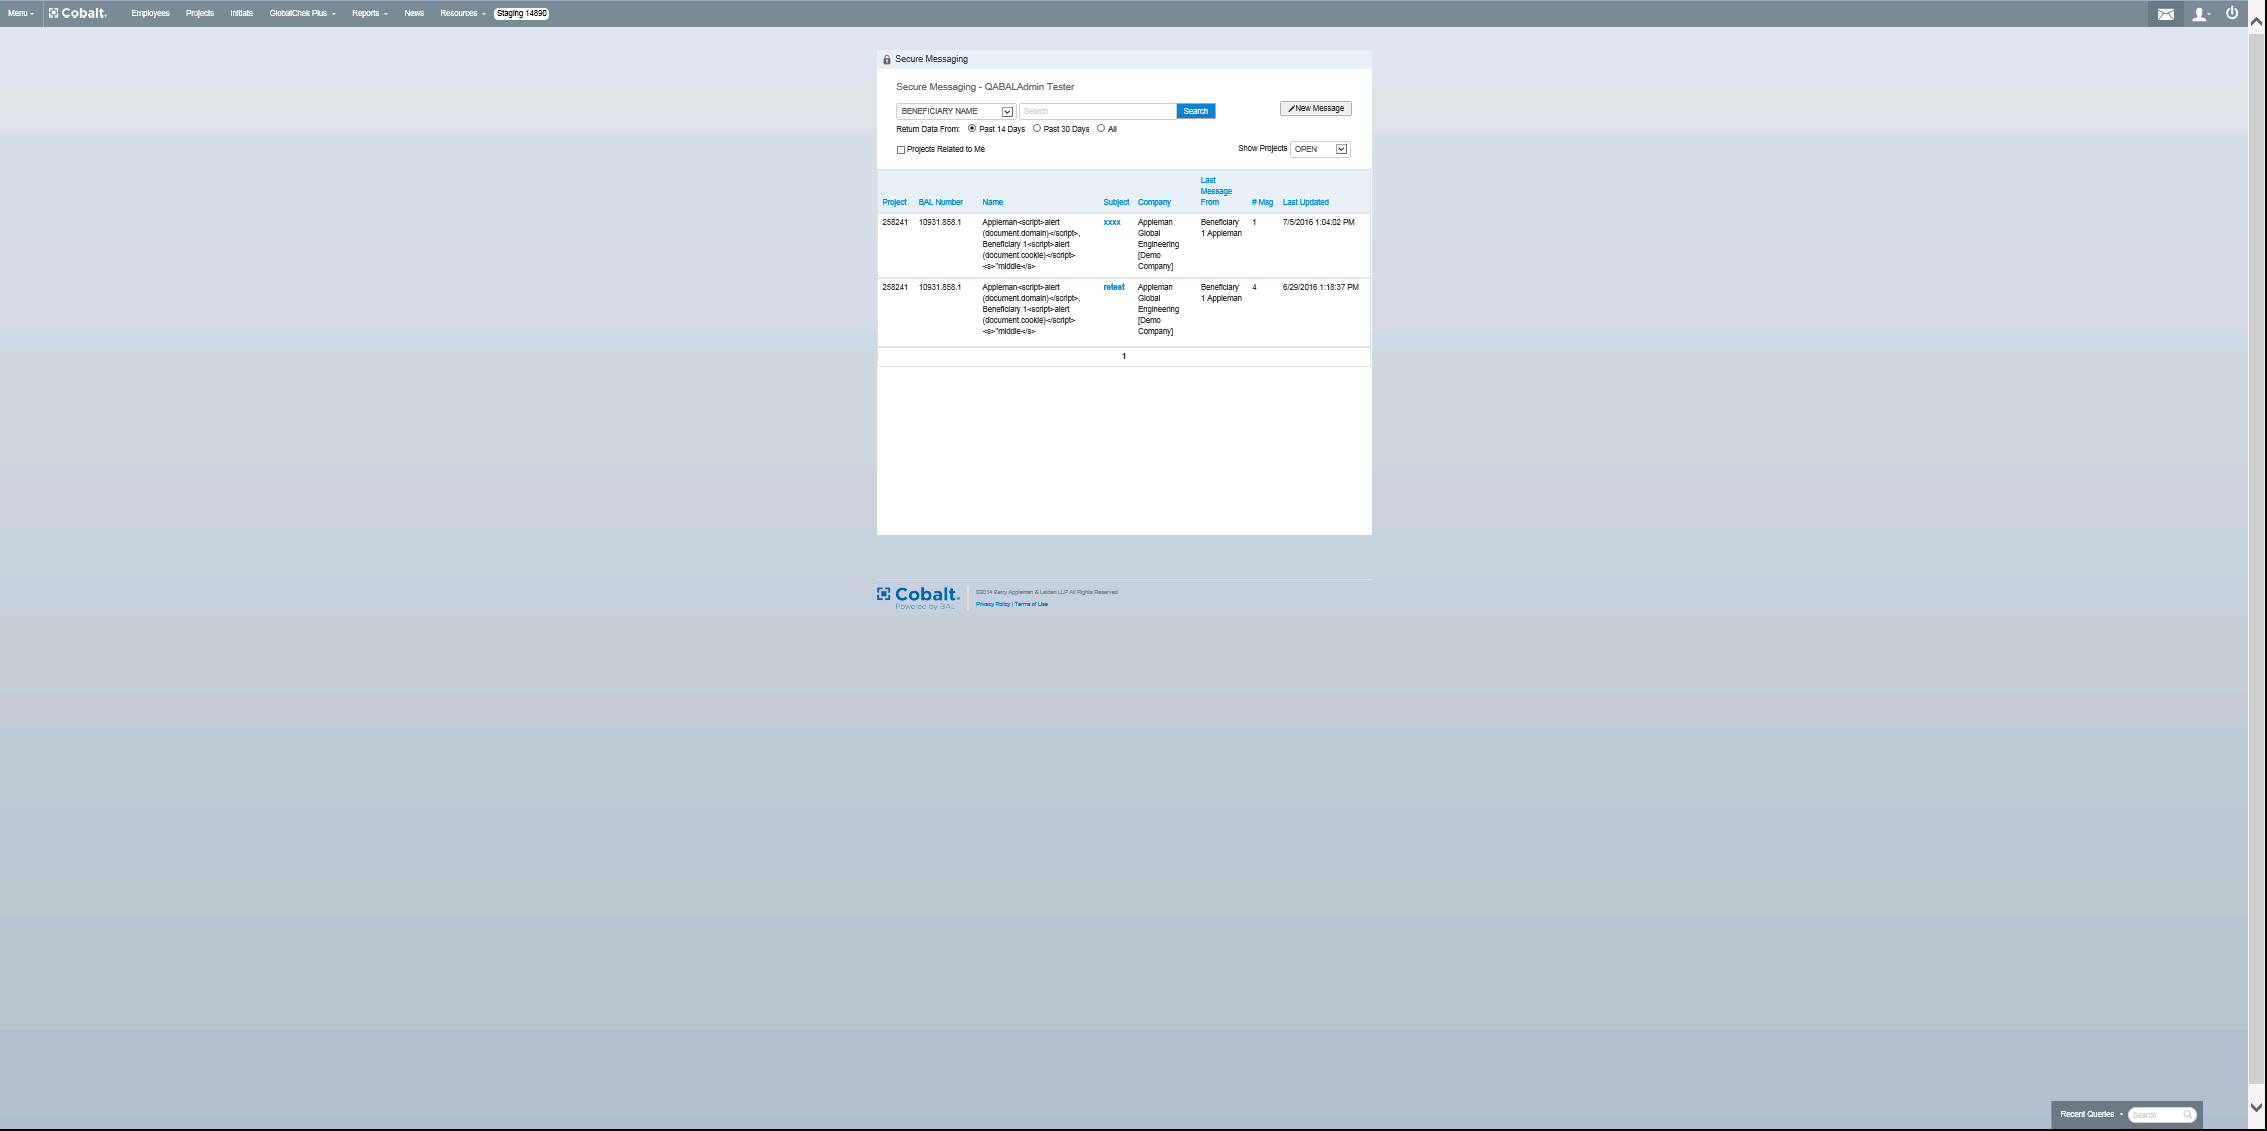 Menu Cobalt. Employees Projects Initiate GlobalChek Plus Reports News Resources Staging 14890
Secure Messaging
Secure Messaging - QABALAdmin Tester
BENEFICIARY NAME Search Search New Message
Return Data From: Past 14 Days Past 30 Days All
Projects Related to Me Show Projects OPEN
Project BAL Number Name Subject Company Last Message From # Msg Last Updated
258241 10931.858.1 Appleman<script>alert xxxx Appleman Beneficiary 1 7/5/2016 1:04:02 PM
(document.domain)</script>, Global 1 Appleman
Beneficiary 1<script>alert Engineering
(document.cookie)</script> [Demo
<s>"middle</s> Company]
258241 10931.858.1 Appleman<script>alert retest Appleman Beneficiary 4 6/29/2016 1:18:37 PM
(document.domain)</script>, Global 1 Appleman
Beneficiary 1<script>alert Engineering
(document.cookie)</script> [Demo
<s>"middle</s> Company]
1
Cobalt. ©2014 Berry Appleman & Leiden LLP All Rights Reserved
Powered by BAL Privacy Policy | Terms of Use
Recent Queries Search